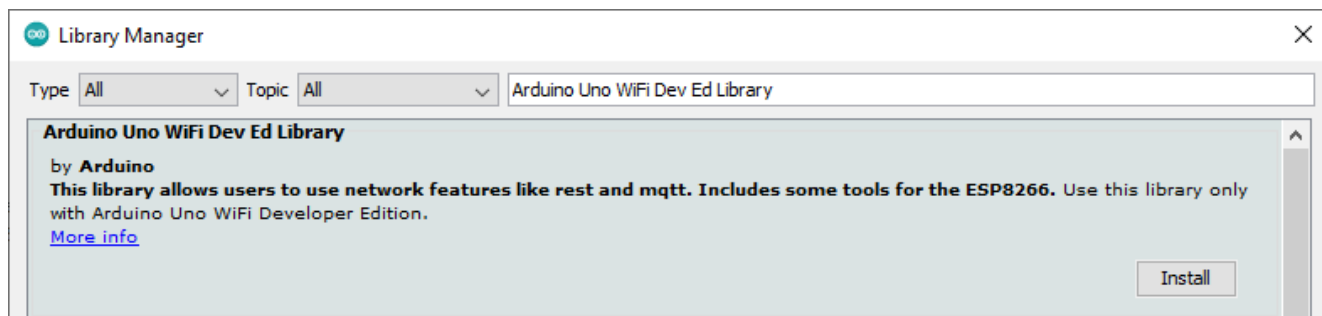 Library Manager
Type All Topic All Arduino Uno WiFi Dev Ed Library
Arduino Uno WiFi Dev Ed Library
by Arduino
This library allows users to use network features like rest and mqtt. Includes some tools for the ESP8266. Use this library only
with Arduino Uno WiFi Developer Edition.
More info
Install